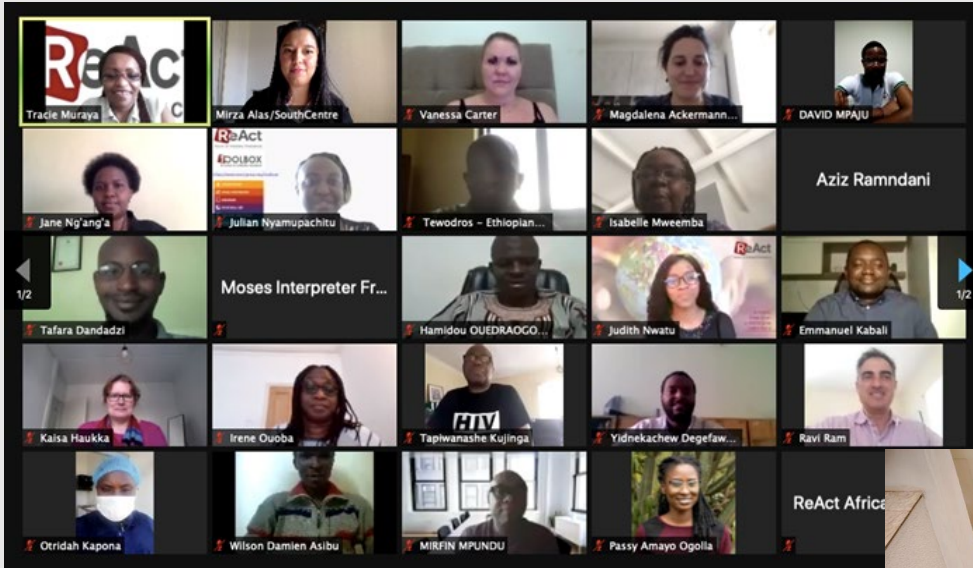 ReAct
Tracie Muraya
Mirza Alas/SouthCentre
Vanessa Carter
Magdalena Ackermann...
DAVID MPAJU
Jane Ng'ang'a
ReAct
TOOLBOX
Julian Nyamupachitu
Tewodros – Ethiopian...
Isabelle Mweemba
Aziz Ramndani
1/2
Tafara Dandadzi
Moses Interpreter Fr...
Hamidou OUEDRAOGO...
ReAct
Judith Nwatu
Emmanuel Kabali
1/2
Kaisa Haukka
Irene Ouoba
HIV
Tapiwanashe Kujinga
Yidnekachew Degefaw...
Ravi Ram
Otridah Kapona
Wilson Damien Asibu
MIRFIN MPUNDU
Passy Amayo Ogolla
ReAct Africa